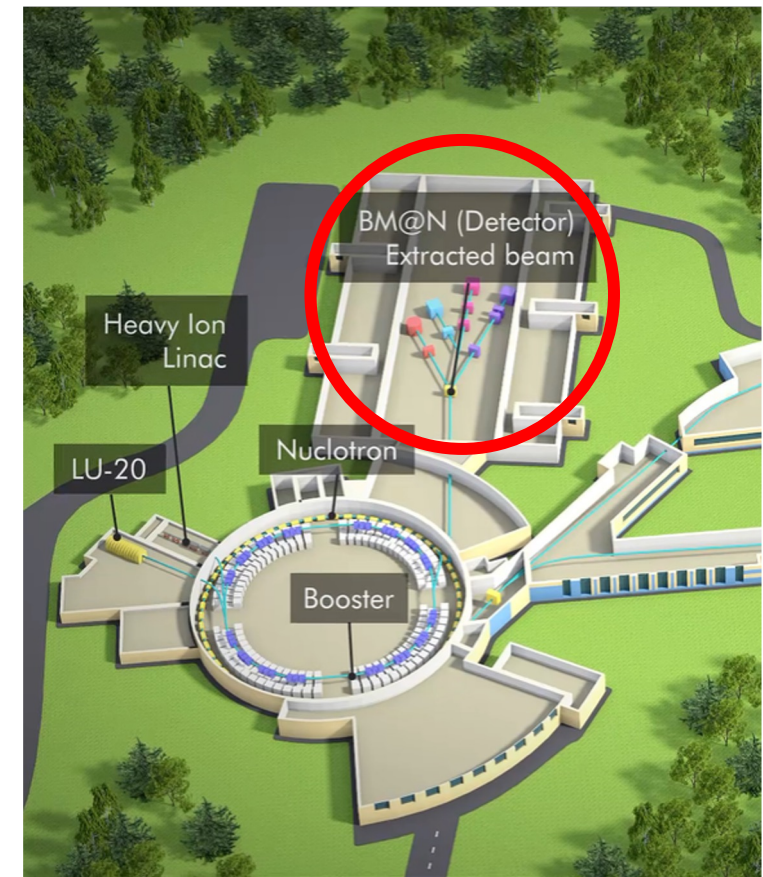 BM@N (Detector)
Extracted beam
Heavy Ion
Linac
Nuclotron
LU-20
Booster